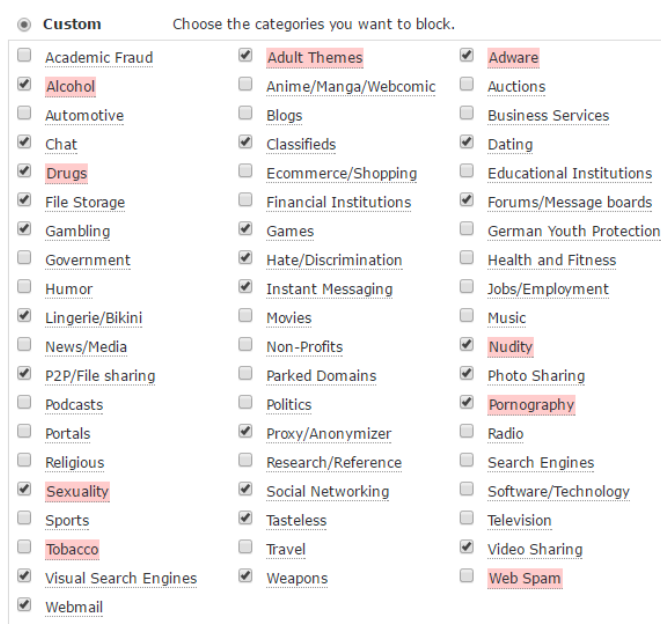 Custom Choose the categories you want to block.
Academic Fraud Adult Themes Adware
Alcohol Anime/Manga/Webcomic Auctions
Automotive Blogs Business Services
Chat Classifieds Dating
Drugs Ecommerce/Shopping Educational Institutions
File Storage Financial Institutions Forums/Message boards
Gambling Games German Youth Protection
Government Hate/Discrimination Health and Fitness
Humor Instant Messaging Jobs/Employment
Lingerie/Bikini Movies Music
News/Media Non-Profits Nudity
P2P/File sharing Parked Domains Photo Sharing
Podcasts Politics Pornography
Portals Proxy/Anonymizer Radio
Religious Research/Reference Search Engines
Sexuality Social Networking Software/Technology
Sports Tasteless Television
Tobacco Travel Video Sharing
Visual Search Engines Weapons Web Spam
Webmail